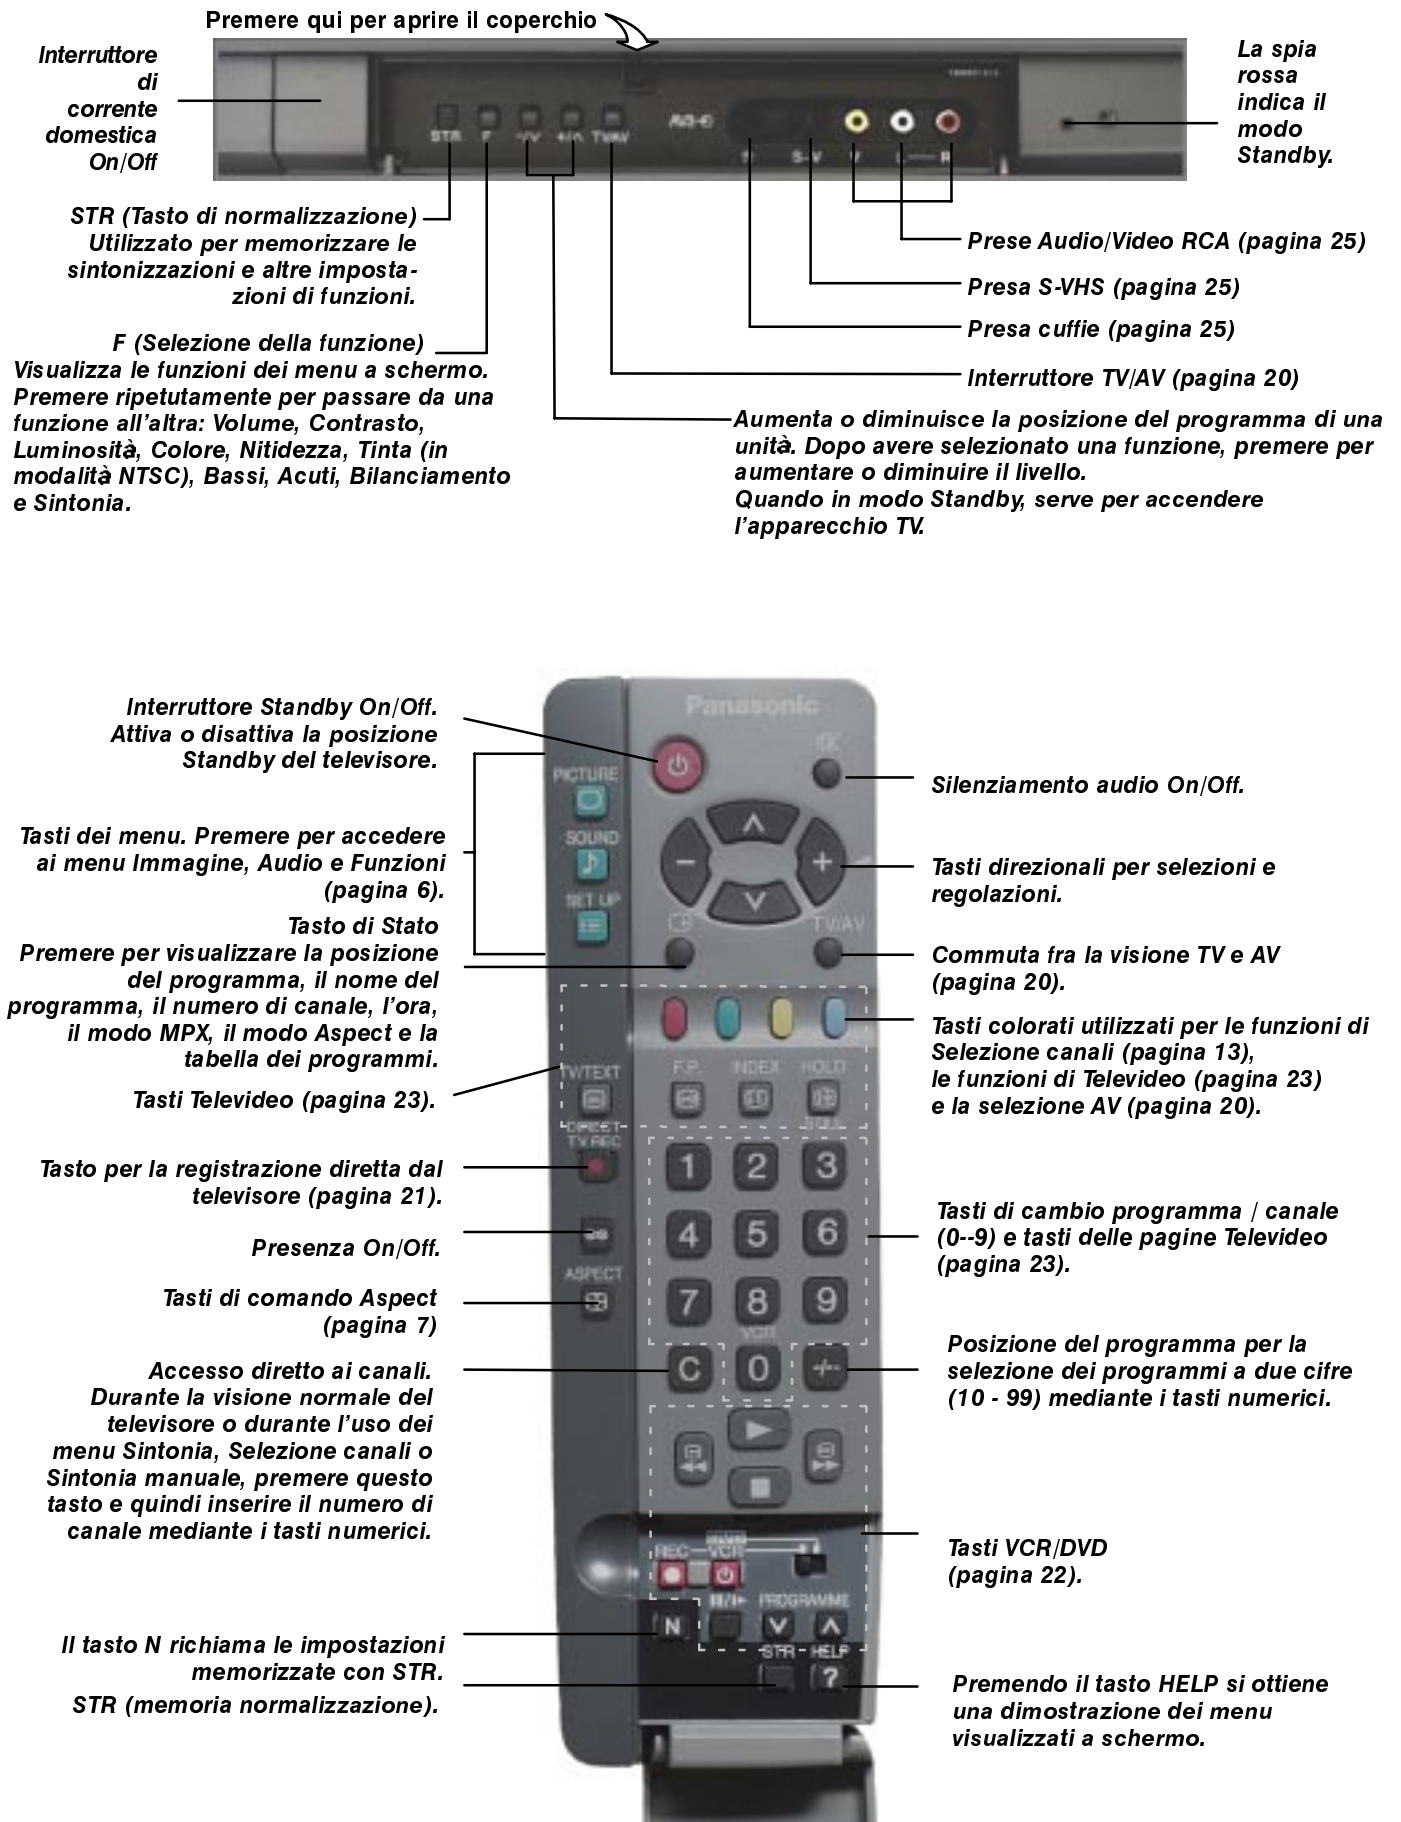 Premere qui per aprire il coperchio
Interruttore
di
corrente
domestica
On/Off
La spia
rossa
indica il
modo
Standby.
STR
F
-/V
+/Λ
TV/AV
S-V
V
L
R
STR (Tasto di normalizzazione)
Utilizzato per memorizzare le
sintonizzazioni e altre imposta-
zioni di funzioni.
F (Selezione della funzione)
Visualizza le funzioni dei menu a schermo.
Premere ripetutamente per passare da una
funzione all'altra: Volume, Contrasto,
Luminosità, Colore, Nitidezza, Tinta (in
modalità NTSC), Bassi, Acuti, Bilanciamento
e Sintonia.
Prese Audio/Video RCA (pagina 25)
Presa S-VHS (pagina 25)
Presa cuffie (pagina 25)
Interruttore TV/AV (pagina 20)
Aumenta o diminuisce la posizione del programma di una
unità. Dopo avere selezionato una funzione, premere per
aumentare o diminuire il livello.
Quando in modo Standby, serve per accendere
l'apparecchio TV.
Interruttore Standby On/Off.
Attiva o disattiva la posizione
Standby del televisore.
Tasti dei menu. Premere per accedere
ai menu Immagine, Audio e Funzioni
(pagina 6).
Tasto di Stato
Premere per visualizzare la posizione
del programma, il nome del
programma, il numero di canale, l'ora,
il modo MPX, il modo Aspect e la
tabella dei programmi.
Tasti Televideo (pagina 23).
Tasto per la registrazione diretta dal
televisore (pagina 21).
Presenza On/Off.
Tasti di comando Aspect
(pagina 7)
Accesso diretto ai canali.
Durante la visione normale del
televisore o durante l'uso dei
menu Sintonia, Selezione canali o
Sintonia manuale, premere questo
tasto e quindi inserire il numero di
canale mediante i tasti numerici.
Il tasto N richiama le impostazioni
memorizzate con STR.
STR (memoria normalizzazione).
Panasonic
PICTURE
SOUND
SET UP
TV/AV
TV/TEXT
F.P.
INDEX
HOLD
DIRECT
TV REC
1
2
3
4
5
6
ASPECT
7
8
9
VCR
C
0
-/--
REC
VCR
PROGRAMME
N
STR
HELP
?
Silenziamento audio On/Off.
Tasti direzionali per selezioni e
regolazioni.
Commuta fra la visione TV e AV
(pagina 20).
Tasti colorati utilizzati per le funzioni di
Selezione canali (pagina 13),
le funzioni di Televideo (pagina 23)
e la selezione AV (pagina 20).
Tasti di cambio programma / canale
(0--9) e tasti delle pagine Televideo
(pagina 23).
Posizione del programma per la
selezione dei programmi a due cifre
(10 - 99) mediante i tasti numerici.
Tasti VCR/DVD
(pagina 22).
Premendo il tasto HELP si ottiene
una dimostrazione dei menu
visualizzati a schermo.